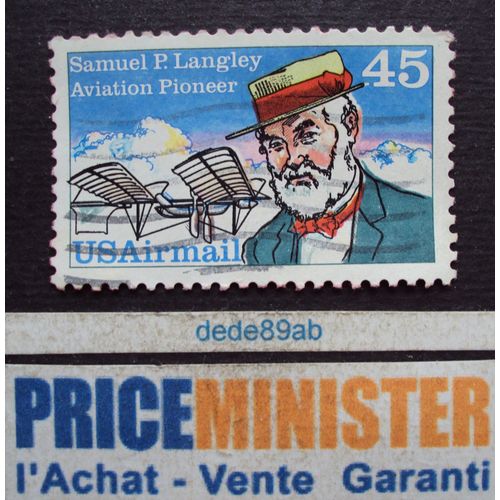 Samuel P. Langley
Aviation Pioneer
45
USAirmail
dede89ab
PRICEMINISTER
l'Achat - Vente Garanti